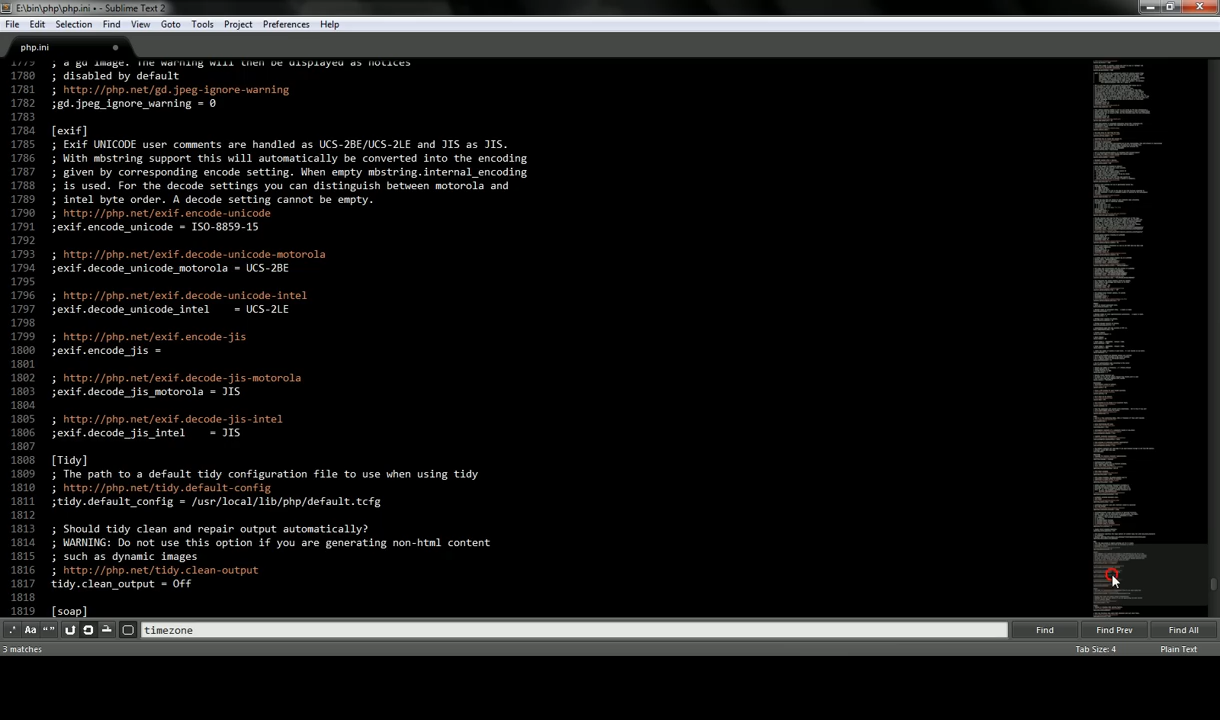 E:\bin\php\php.ini • - Sublime Text 2
File Edit Selection Find View Goto Tools Project Preferences Help
php.ini
1779 ; a gd image. The warning will then be displayed as notices
1780 ; disabled by default
1781 ; http://php.net/gd.jpeg-ignore-warning
1782 ;gd.jpeg_ignore_warning = 0
1783
1784 [exif]
1785 ; Exif UNICODE user comments are handled as UCS-2BE/UCS-2LE and JIS as JIS.
1786 ; With mbstring support this will automatically be converted into the encoding
1787 ; given by corresponding encode setting. When empty mbstring.internal_encoding
1788 ; is used. For the decode settings you can distinguish between motorola and
1789 ; intel byte order. A decode setting cannot be empty.
1790 ; http://php.net/exif.encode-unicode
1791 ;exif.encode_unicode = ISO-8859-15
1792
1793 ; http://php.net/exif.decode-unicode-motorola
1794 ;exif.decode_unicode_motorola = UCS-2BE
1795
1796 ; http://php.net/exif.decode-unicode-intel
1797 ;exif.decode_unicode_intel    = UCS-2LE
1798
1799 ; http://php.net/exif.encode-jis
1800 ;exif.encode_jis =
1801
1802 ; http://php.net/exif.decode-jis-motorola
1803 ;exif.decode_jis_motorola = JIS
1804
1805 ; http://php.net/exif.decode-jis-intel
1806 ;exif.decode_jis_intel    = JIS
1807
1808 [Tidy]
1809 ; The path to a default tidy configuration file to use when using tidy
1810 ; http://php.net/tidy.default-config
1811 ;tidy.default_config = /usr/local/lib/php/default.tcfg
1812
1813 ; Should tidy clean and repair output automatically?
1814 ; WARNING: Do not use this option if you are generating non-html content
1815 ; such as dynamic images
1816 ; http://php.net/tidy.clean-output
1817 tidy.clean_output = Off
1818
1819 [soap]
.* Aa “” timezone Find Find Prev Find All
3 matches Tab Size: 4 Plain Text